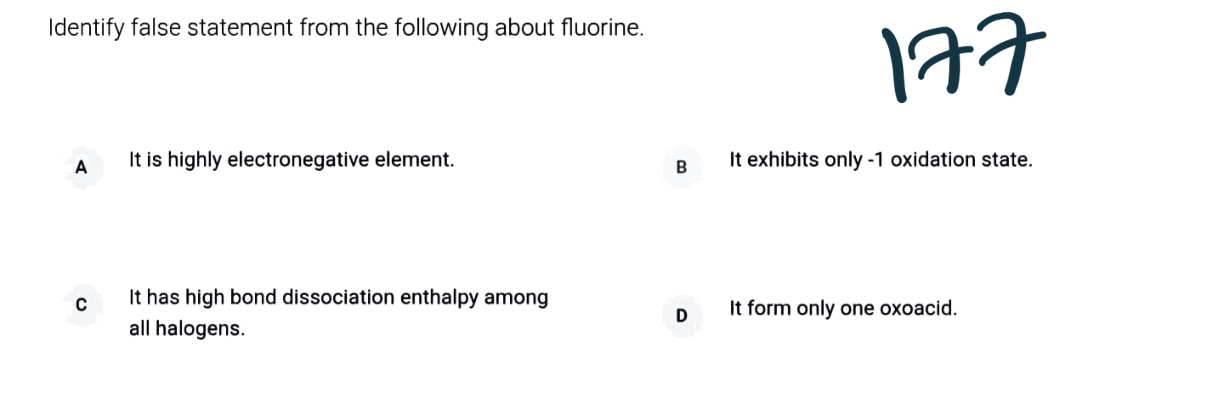 Identify false statement from the following about fluorine.
177
A It is highly electronegative element.
B It exhibits only -1 oxidation state.
C It has high bond dissociation enthalpy among
all halogens.
D It form only one oxoacid.